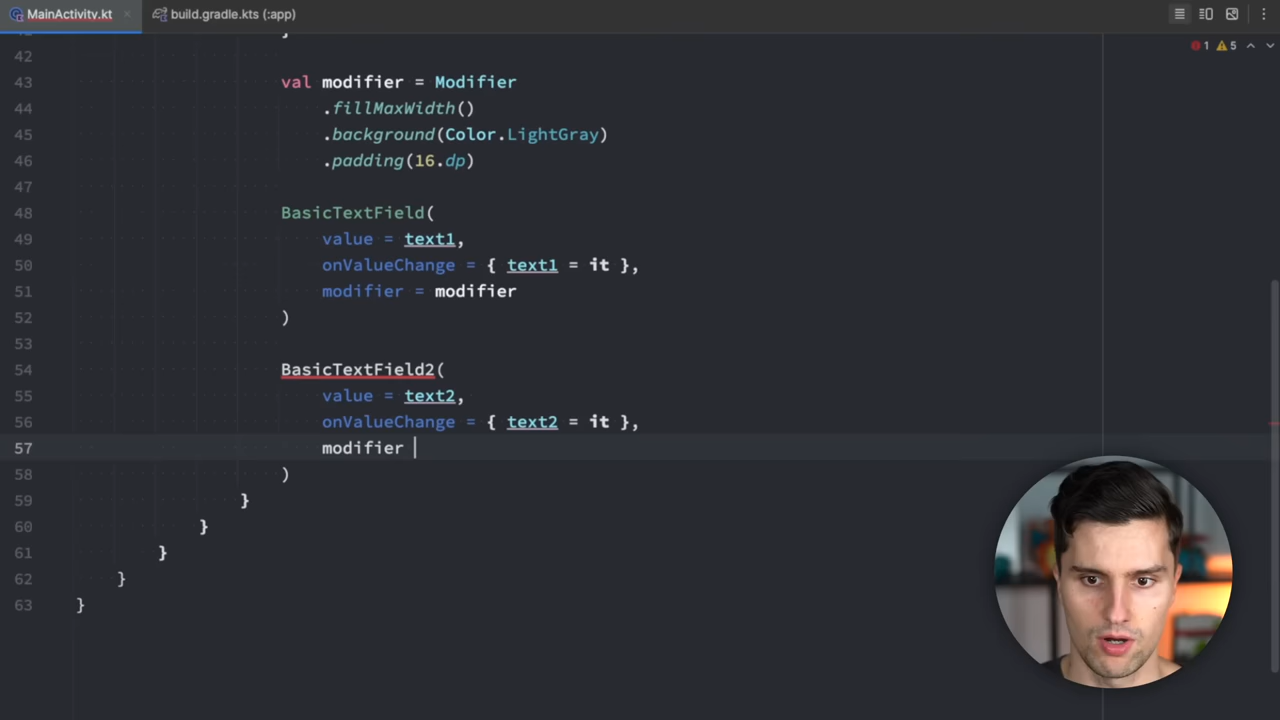 MainActivity.kt × build.gradle.kts (:app)
1 5
42
43 val modifier = Modifier
44 .fillMaxWidth()
45 .background(Color.LightGray)
46 .padding(16.dp)
47
48 BasicTextField(
49 value = text1,
50 onValueChange = { text1 = it },
51 modifier = modifier
52 )
53
54 BasicTextField2(
55 value = text2,
56 onValueChange = { text2 = it },
57 modifier
58 )
59 }
60 }
61 }
62 }
63 }